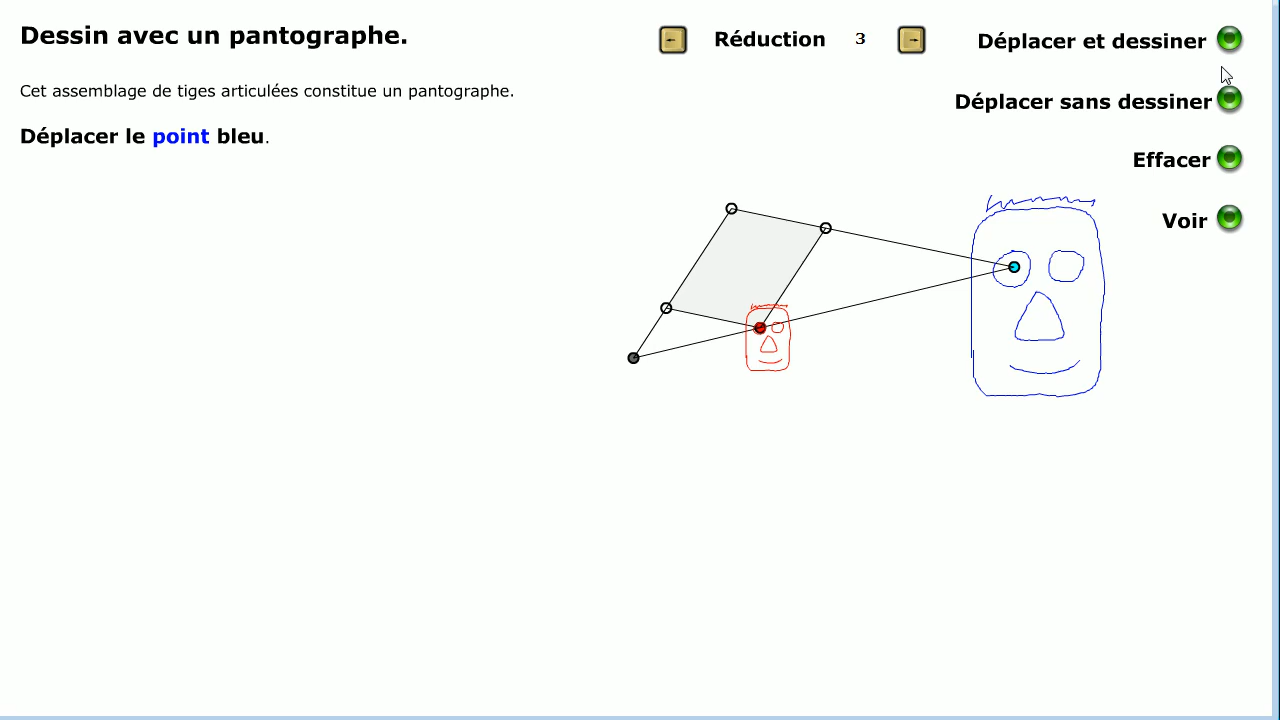 Dessin avec un pantographe.
Réduction 3
Déplacer et dessiner
Cet assemblage de tiges articulées constitue un pantographe.
Déplacer sans dessiner
Déplacer le point bleu.
Effacer
Voir